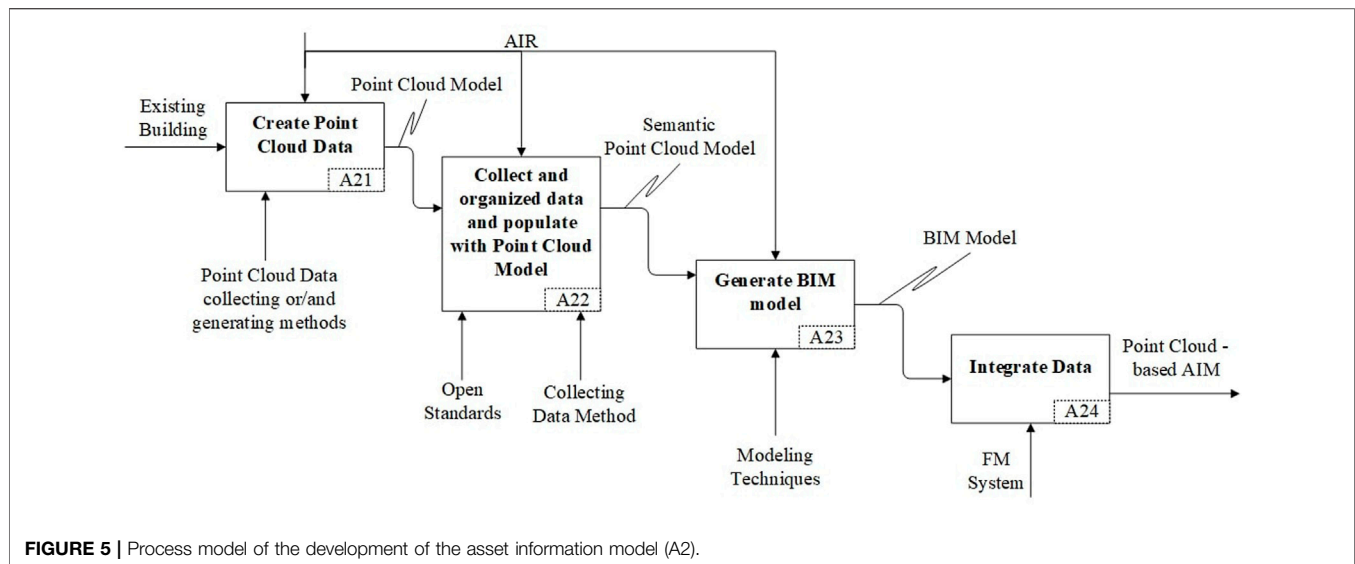 AIR
Point Cloud Model
Existing
Building
Create Point
Cloud Data
A21
Semantic
Point Cloud Model
Collect and
organized data
and populate
with Point Cloud
Model
A22
Point Cloud Data
collecting or/and
generating methods
BIM Model
Generate BIM
model
A23
Open
Standards
Collecting
Data Method
Integrate Data
A24
Point Cloud -
based AIM
Modeling
Techniques
FM
System
FIGURE 5 | Process model of the development of the asset information model (A2).